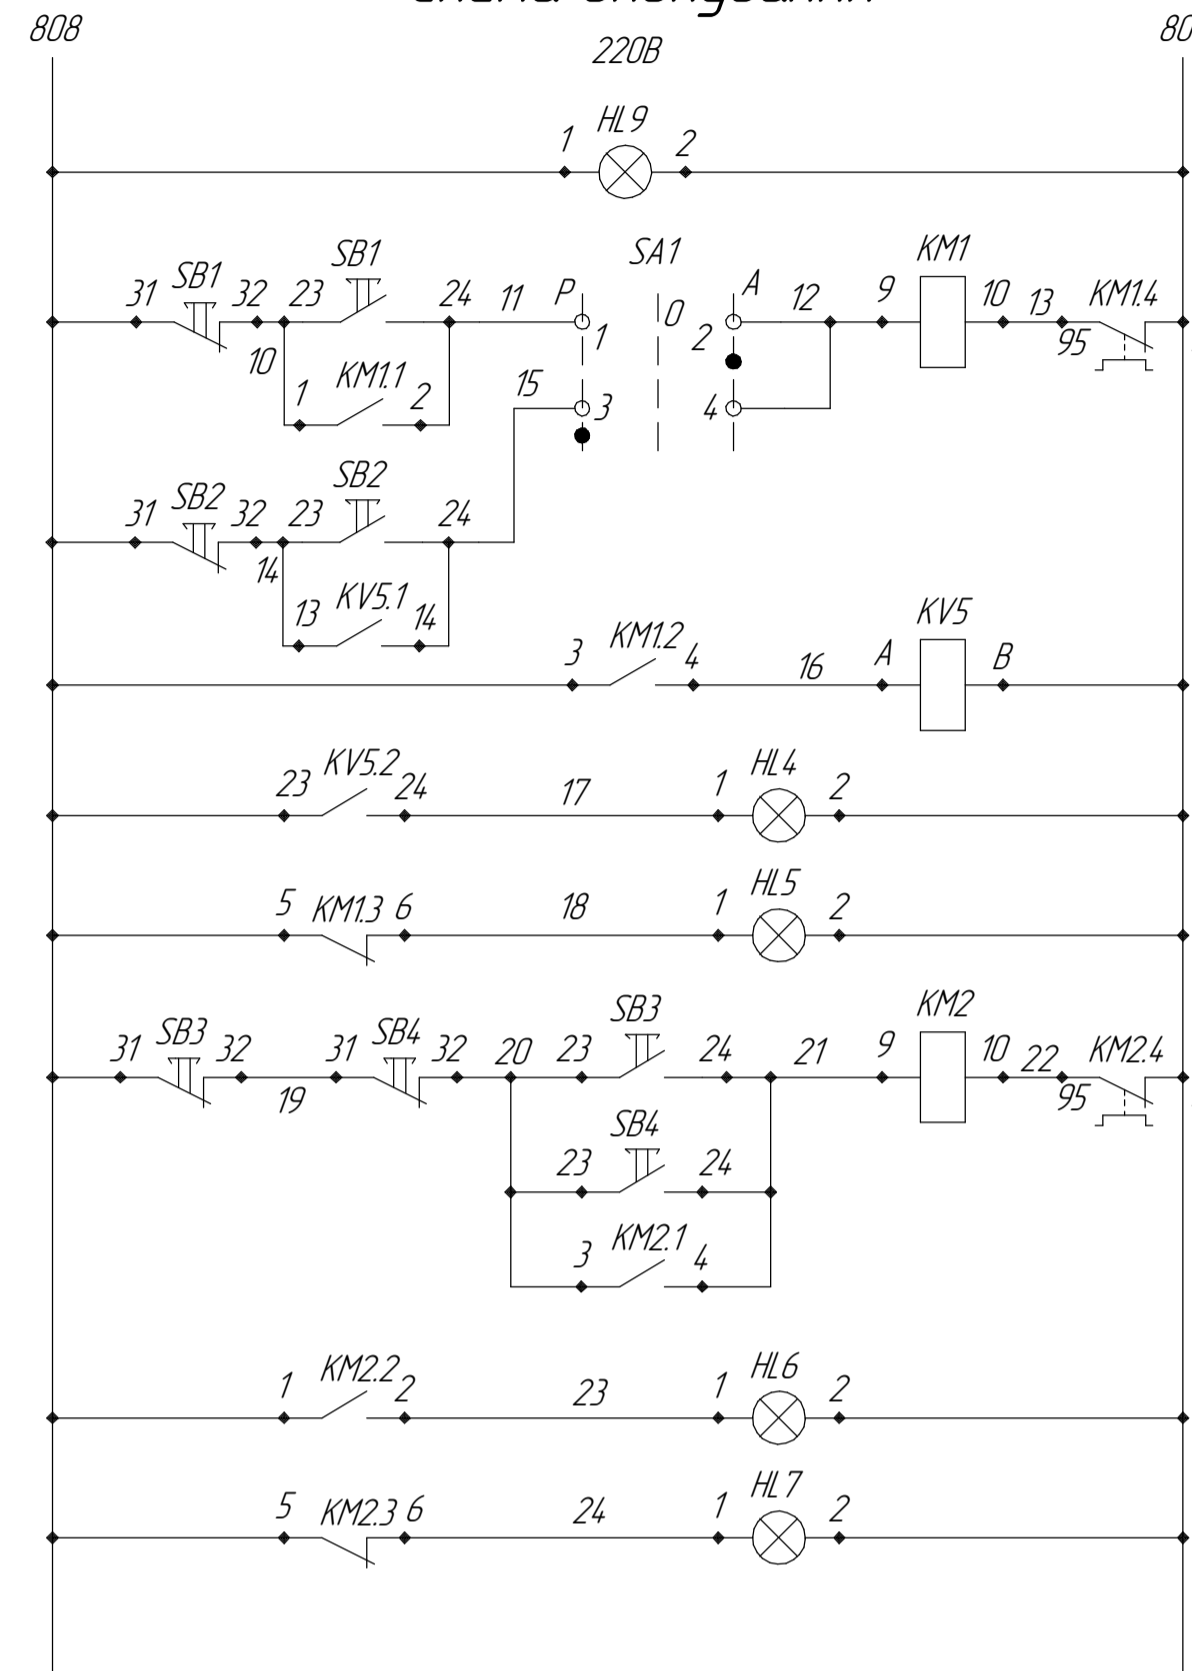 808 80
220В
1 HL9 2
SB1 SA1 KM1
31 SB1 32 23 24 11 P 0 A 12 9 10 13 KM1.4
10 1 2 95
1 KM1.1 2 15 3 4
SB2
31 SB2 32 23 24
14
13 KV5.1 14 KV5
3 KM1.2 4 16 A B
23 KV5.2 24 17 1 HL4 2
5 KM1.3 6 18 1 HL5 2
SB3 KM2
31 SB3 32 31 SB4 32 20 23 24 21 9 10 22 KM2.4
19 95
SB4
23 24
3 KM2.1 4
1 KM2.2 2 23 1 HL6 2
5 KM2.3 6 24 1 HL7 2